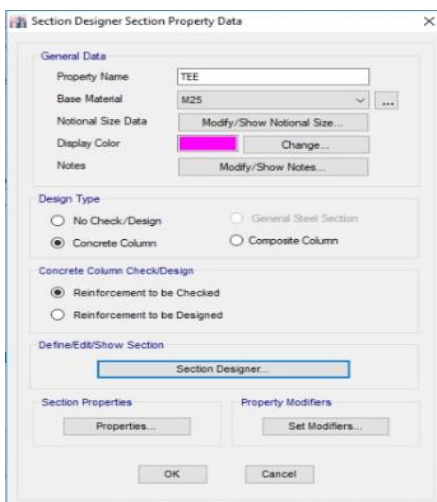 Section Designer Section Property Data
General Data
Property Name TEE
Base Material M25 ...
Notional Size Data Modify/Show Notional Size...
Display Color Change...
Notes Modify/Show Notes...
Design Type
No Check/Design General Steel Section
Concrete Column Composite Column
Concrete Column Check/Design
Reinforcement to be Checked
Reinforcement to be Designed
Define/Edit/Show Section
Section Designer...
Section Properties Property Modifiers
Properties... Set Modifiers...
OK Cancel